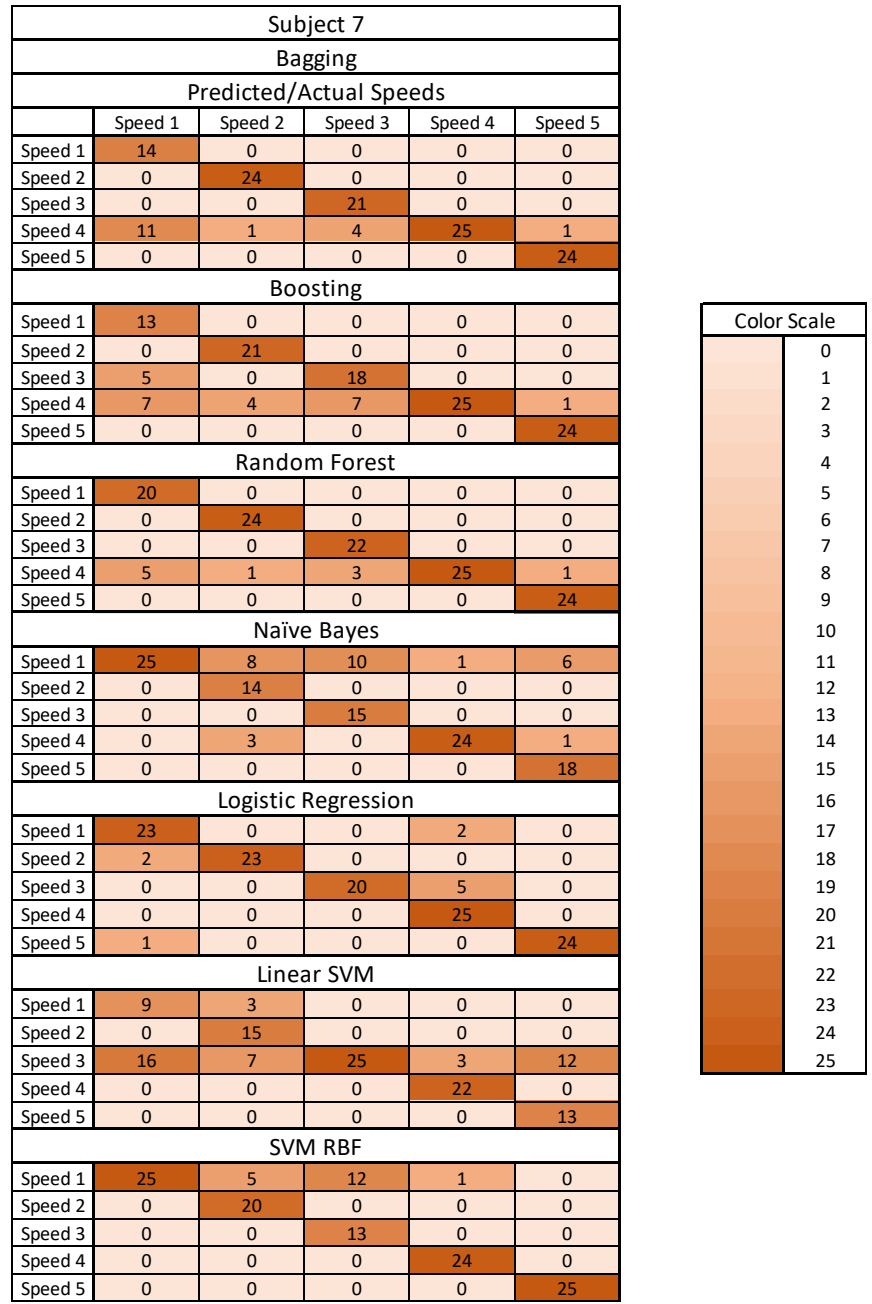 Subject 7
Bagging
Predicted/Actual Speeds
Speed 1 Speed 2 Speed 3 Speed 4 Speed 5
Speed 1 14 0 0 0 0
Speed 2 0 24 0 0 0
Speed 3 0 0 21 0 0
Speed 4 11 1 4 25 1
Speed 5 0 0 0 0 24
Boosting
Speed 1 13 0 0 0 0
Speed 2 0 21 0 0 0
Speed 3 5 0 18 0 0
Speed 4 7 4 7 25 1
Speed 5 0 0 0 0 24
Random Forest
Speed 1 20 0 0 0 0
Speed 2 0 24 0 0 0
Speed 3 0 0 22 0 0
Speed 4 5 1 3 25 1
Speed 5 0 0 0 0 24
Naïve Bayes
Speed 1 25 8 10 1 6
Speed 2 0 14 0 0 0
Speed 3 0 0 15 0 0
Speed 4 0 3 0 24 1
Speed 5 0 0 0 0 18
Logistic Regression
Speed 1 23 0 0 2 0
Speed 2 2 23 0 0 0
Speed 3 0 0 20 5 0
Speed 4 0 0 0 25 0
Speed 5 1 0 0 0 24
Linear SVM
Speed 1 9 3 0 0 0
Speed 2 0 15 0 0 0
Speed 3 16 7 25 3 12
Speed 4 0 0 0 22 0
Speed 5 0 0 0 0 13
SVM RBF
Speed 1 25 5 12 1 0
Speed 2 0 20 0 0 0
Speed 3 0 0 13 0 0
Speed 4 0 0 0 24 0
Speed 5 0 0 0 0 25
Color Scale
0
1
2
3
4
5
6
7
8
9
10
11
12
13
14
15
16
17
18
19
20
21
22
23
24
25